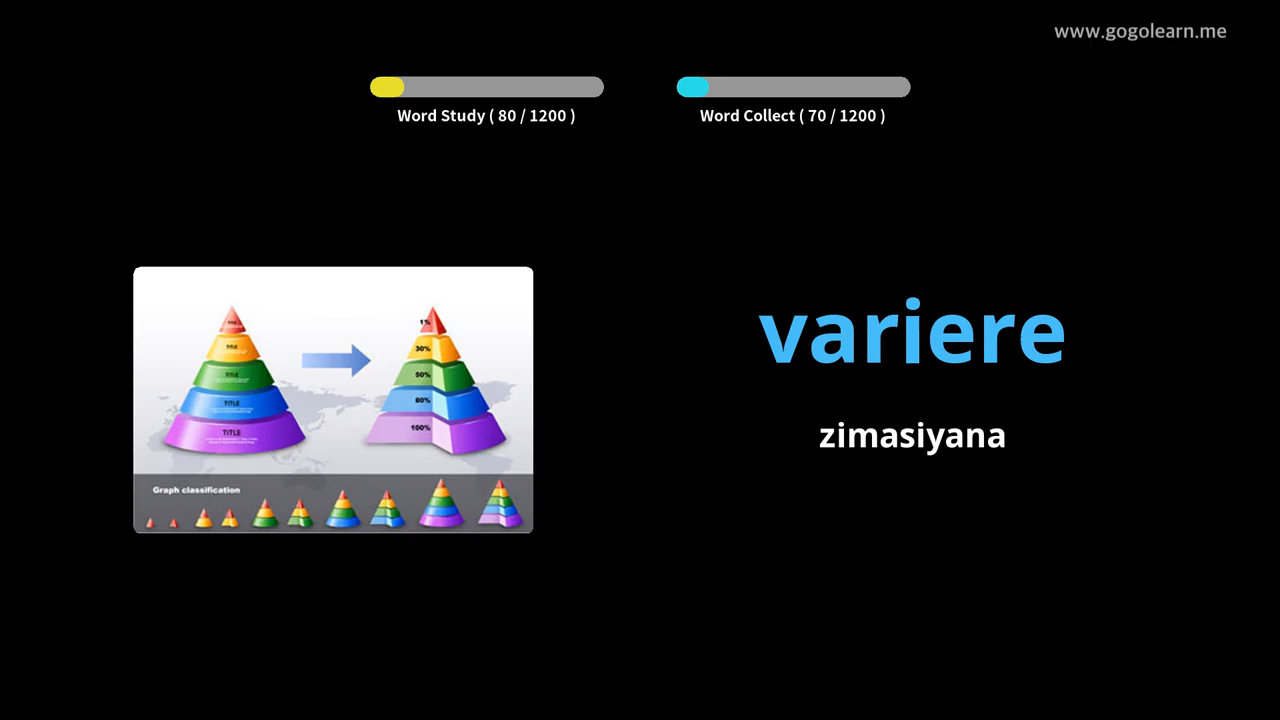 www.gogolearn.me
Word Study ( 80 / 1200 )
Word Collect ( 70 / 1200 )
variere
zimasiyana
TITLE
TITLE
TITLE
TITLE
1%
30%
50%
80%
100%
Graph classification